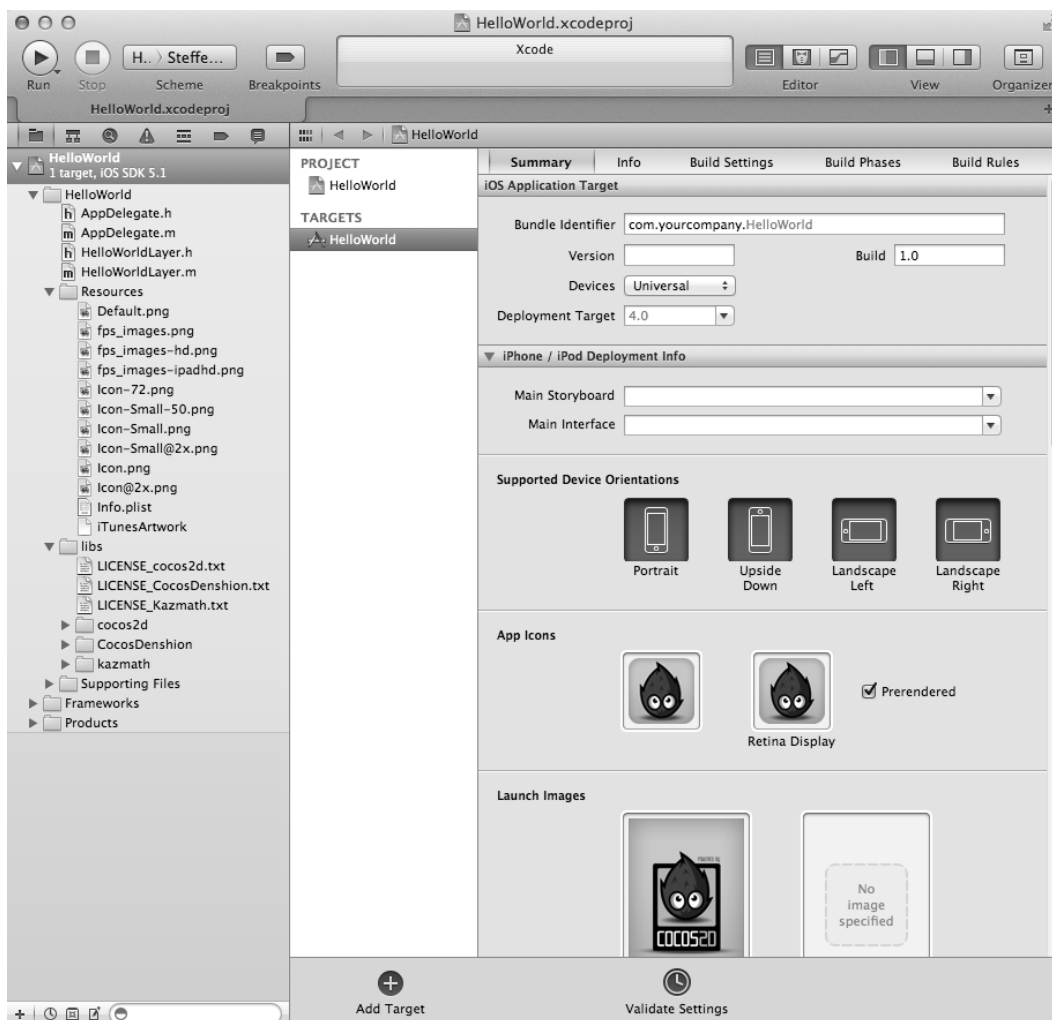 HelloWorld.xcodeproj
H.. 〉 Steffe...
Xcode
Run Stop Scheme Breakpoints Editor View Organizer
HelloWorld.xcodeproj
HelloWorld
HelloWorld
1 target, iOS SDK 5.1
HelloWorld
AppDelegate.h
AppDelegate.m
HelloWorldLayer.h
HelloWorldLayer.m
Resources
Default.png
fps_images.png
fps_images-hd.png
fps_images-ipadhd.png
Icon-72.png
Icon-Small-50.png
Icon-Small.png
Icon-Small@2x.png
Icon.png
Icon@2x.png
Info.plist
iTunesArtwork
libs
LICENSE_cocos2d.txt
LICENSE_CocosDenshion.txt
LICENSE_Kazmath.txt
cocos2d
CocosDenshion
kazmath
Supporting Files
Frameworks
Products
PROJECT
HelloWorld
TARGETS
HelloWorld
Summary Info Build Settings Build Phases Build Rules
iOS Application Target
Bundle Identifier com.yourcompany.HelloWorld
Version Build 1.0
Devices Universal
Deployment Target 4.0
iPhone / iPod Deployment Info
Main Storyboard
Main Interface
Supported Device Orientations
Portrait Upside Down Landscape Left Landscape Right
App Icons
Prerendered
Retina Display
Launch Images
COCOS2D
No
image
specified
Add Target Validate Settings